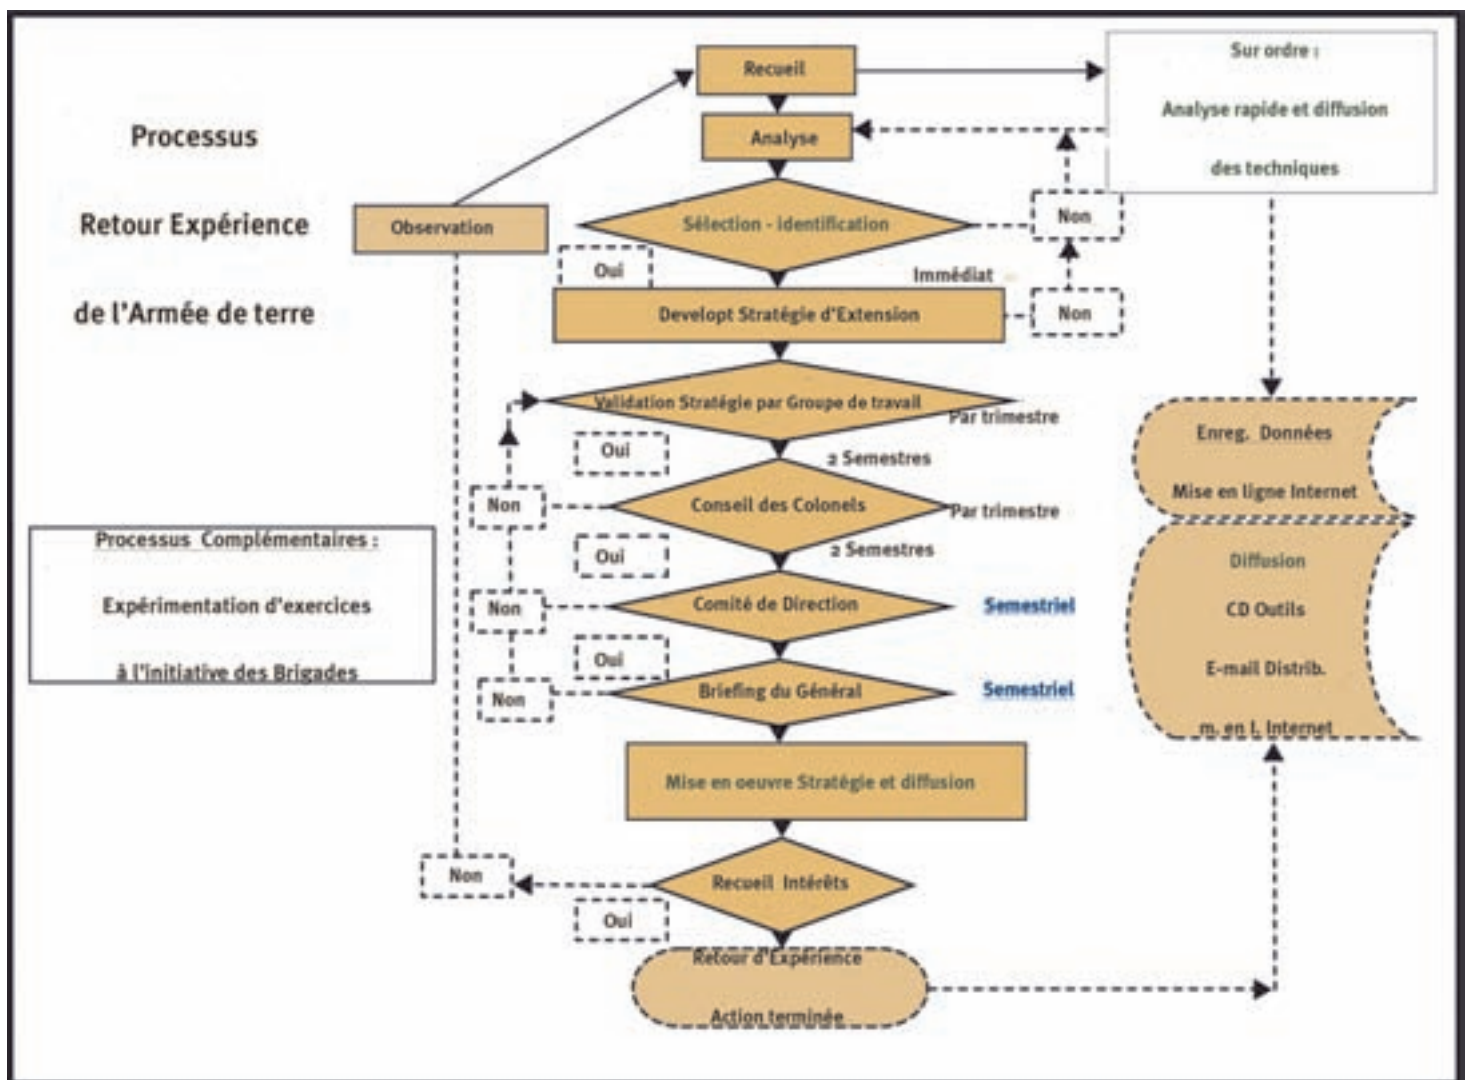 Processus
Retour Expérience
de l'Armée de terre
Recueil
Sur ordre :
Analyse rapide et diffusion
des techniques
Analyse
Observation
Sélection - identification
Non
Oui
Immédiat
Developt Stratégie d'Extension
Non
Validation Stratégie par Groupe de travail
Par trimestre
Oui
2 Semestres
Non
Conseil des Colonels
Par trimestre
Oui
2 Semestres
Non
Comité de Direction
Semestriel
Oui
Non
Briefing du Général
Semestriel
Processus Complémentaires :
Expérimentation d'exercices
à l'initiative des Brigades
Enreg. Données
Mise en ligne Internet
Diffusion
CD Outils
E-mail Distrib.
m. en l. Internet
Mise en oeuvre Stratégie et diffusion
Non
Recueil Intérêts
Oui
Retour d'Expérience
Action terminée